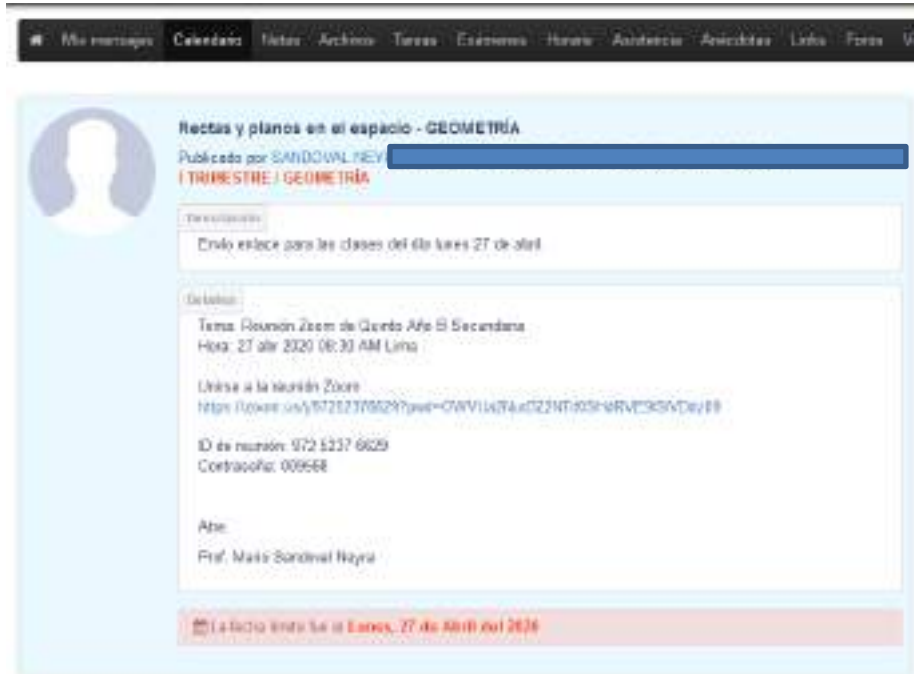 Mis mensajes Calendario Notas Archivos Tareas Exámenes Horario Asistencia Anécdotas Links Foros
Rectas y planos en el espacio - GEOMETRÍA
Publicado por SANDOVAL NEY
I TRIMESTRE / GEOMETRÍA
Descripción
Envío enlace para las clases del día lunes 27 de abril
Detalles
Tema: Reunión Zoom de Quinto Año B Secundaria
Hora: 27 abr 2020 08:30 AM Lima
Unirse a la reunión Zoom
ID de reunión: 972 5237 6629
Contraseña: 009568
Atte.
Prof. Mario Sandoval Neyra
La fecha límite fue el Lunes, 27 de Abril del 2020